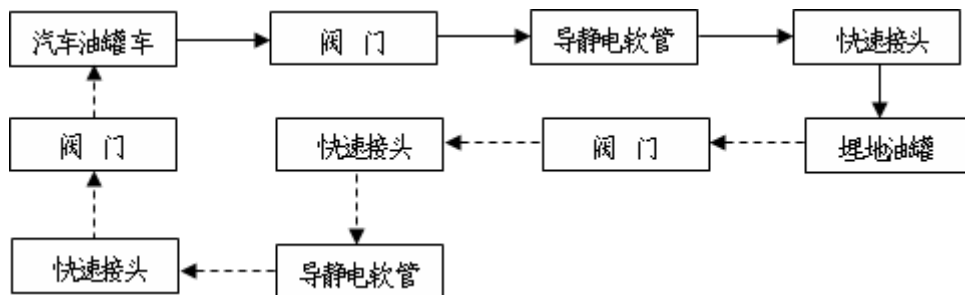 汽车油罐车
阀 门
导静电软管
快速接头
阀 门
快速接头
阀 门
埋地油罐
快速接头
导静电软管